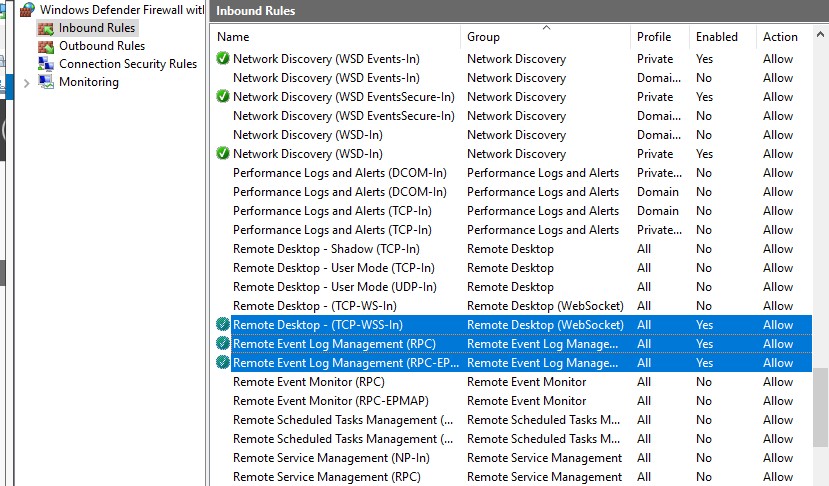 Windows Defender Firewall with
Inbound Rules
Outbound Rules
Connection Security Rules
Monitoring
Inbound Rules
Name Group Profile Enabled Action
Network Discovery (WSD Events-In) Network Discovery Private Yes Allow
Network Discovery (WSD Events-In) Network Discovery Domai... No Allow
Network Discovery (WSD EventsSecure-In) Network Discovery Private Yes Allow
Network Discovery (WSD EventsSecure-In) Network Discovery Domai... No Allow
Network Discovery (WSD-In) Network Discovery Domai... No Allow
Network Discovery (WSD-In) Network Discovery Private Yes Allow
Performance Logs and Alerts (DCOM-In) Performance Logs and Alerts Private... No Allow
Performance Logs and Alerts (DCOM-In) Performance Logs and Alerts Domain No Allow
Performance Logs and Alerts (TCP-In) Performance Logs and Alerts Domain No Allow
Performance Logs and Alerts (TCP-In) Performance Logs and Alerts Private... No Allow
Remote Desktop - Shadow (TCP-In) Remote Desktop All No Allow
Remote Desktop - User Mode (TCP-In) Remote Desktop All No Allow
Remote Desktop - User Mode (UDP-In) Remote Desktop All No Allow
Remote Desktop - (TCP-WS-In) Remote Desktop (WebSocket) All No Allow
Remote Desktop - (TCP-WSS-In) Remote Desktop (WebSocket) All Yes Allow
Remote Event Log Management (RPC) Remote Event Log Manage... All Yes Allow
Remote Event Log Management (RPC-EP... Remote Event Log Manage... All Yes Allow
Remote Event Monitor (RPC) Remote Event Monitor All No Allow
Remote Event Monitor (RPC-EPMAP) Remote Event Monitor All No Allow
Remote Scheduled Tasks Management (... Remote Scheduled Tasks M... All No Allow
Remote Scheduled Tasks Management (... Remote Scheduled Tasks M... All No Allow
Remote Service Management (NP-In) Remote Service Management All No Allow
Remote Service Management (RPC) Remote Service Management All No Allow